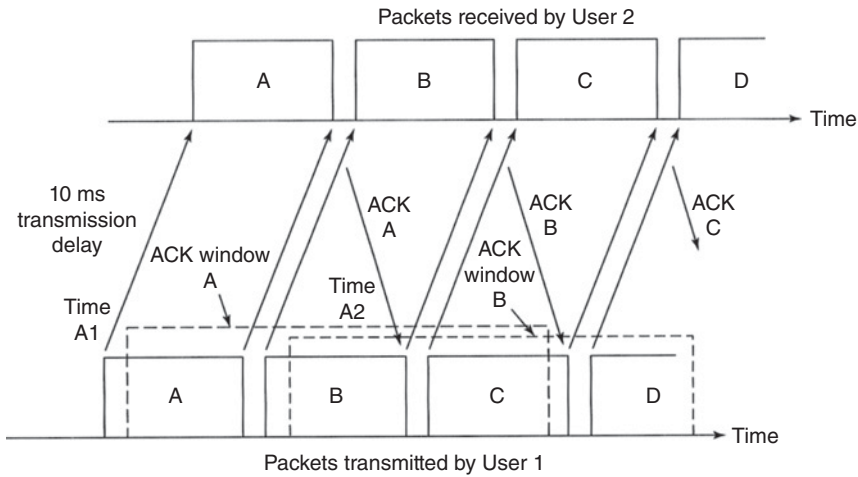 Packets received by User 2
A
B
C
D
Time
10 ms
transmission
delay
ACK
A
ACK
B
ACK
C
ACK window
A
ACK
window
B
Time
A1
Time
A2
A
B
C
D
Time
Packets transmitted by User 1